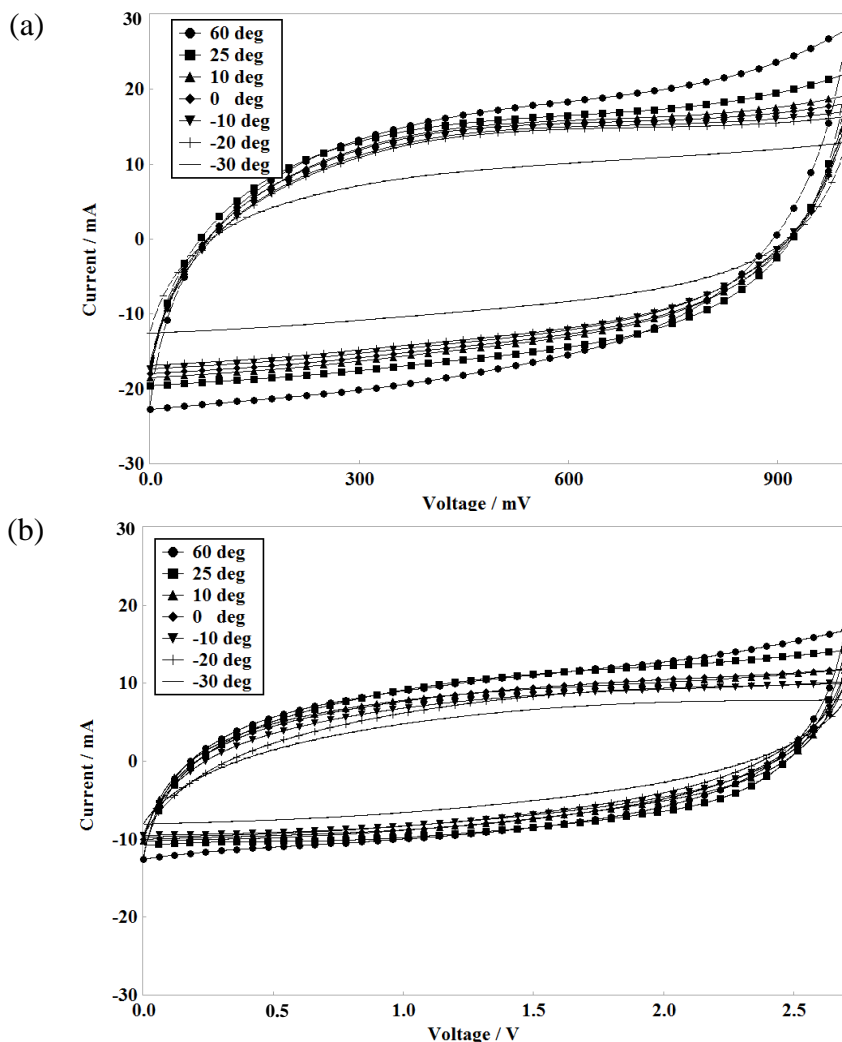 (a)
30
20
10
0
-10
-20
-30
Current / mA
60 deg
25 deg
10 deg
0 deg
-10 deg
-20 deg
-30 deg
0.0 300 600 900
Voltage / mV
(b)
30
20
10
0
-10
-20
-30
Current / mA
60 deg
25 deg
10 deg
0 deg
-10 deg
-20 deg
-30 deg
0.0 0.5 1.0 1.5 2.0 2.5
Voltage / V